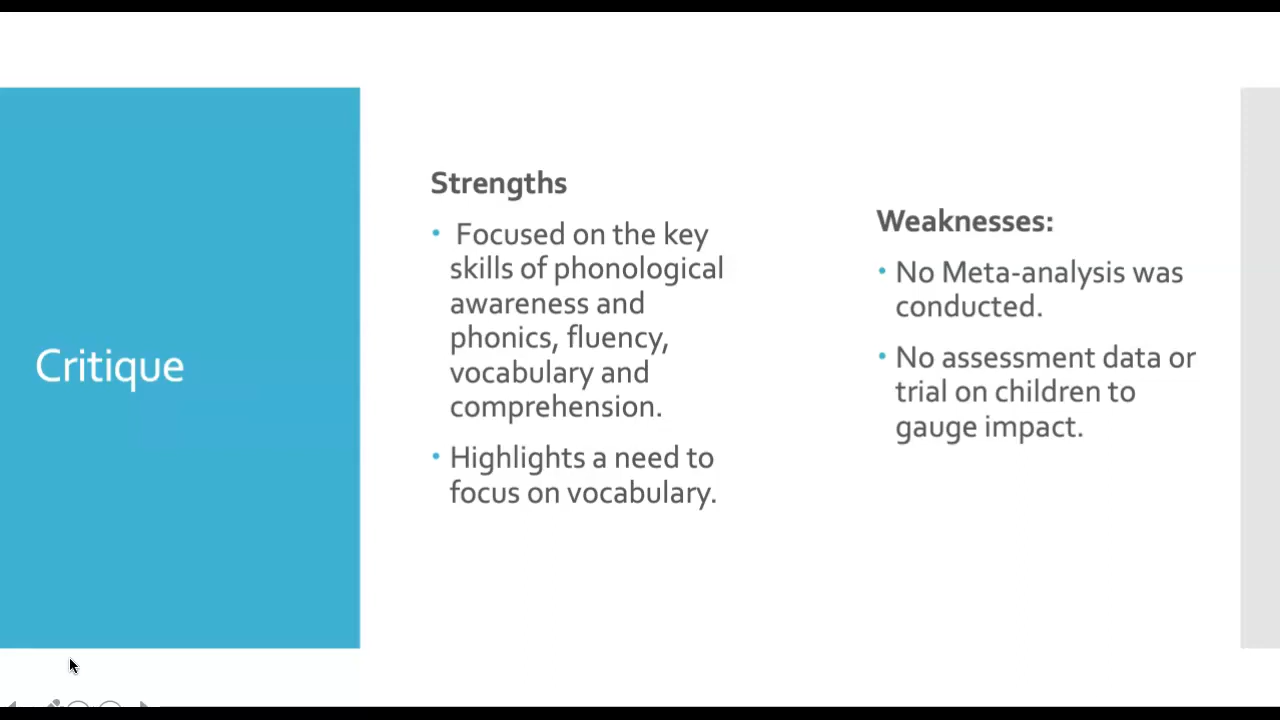 Critique
Strengths
• Focused on the key
skills of phonological
awareness and
phonics, fluency,
vocabulary and
comprehension.
• Highlights a need to
focus on vocabulary.
Weaknesses:
• No Meta-analysis was
conducted.
• No assessment data or
trial on children to
gauge impact.